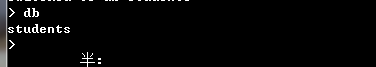 > db
students
>
半: